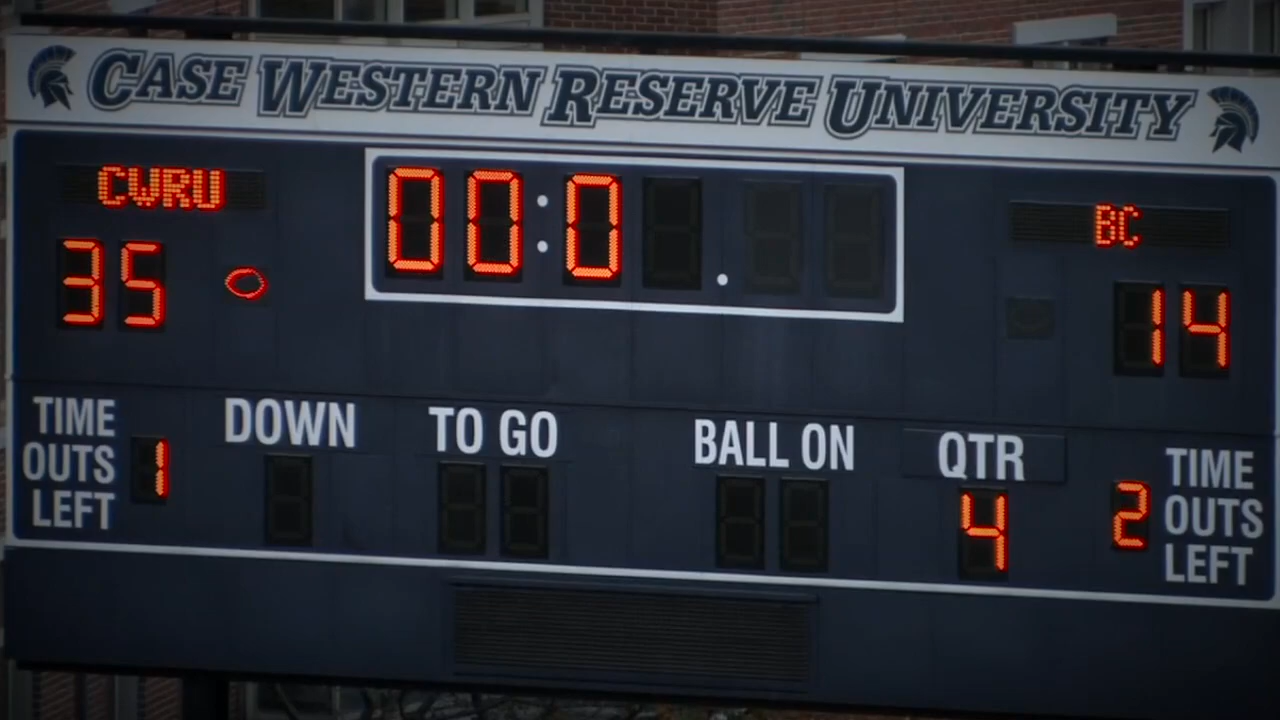 CASE WESTERN RESERVE UNIVERSITY
CWRU
00:0 .
BC
35
14
TIME OUTS LEFT
1
DOWN
TO GO
BALL ON
QTR
4
2
TIME OUTS LEFT